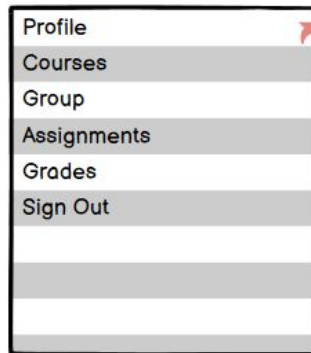 Profile
Courses
Group
Assignments
Grades
Sign Out